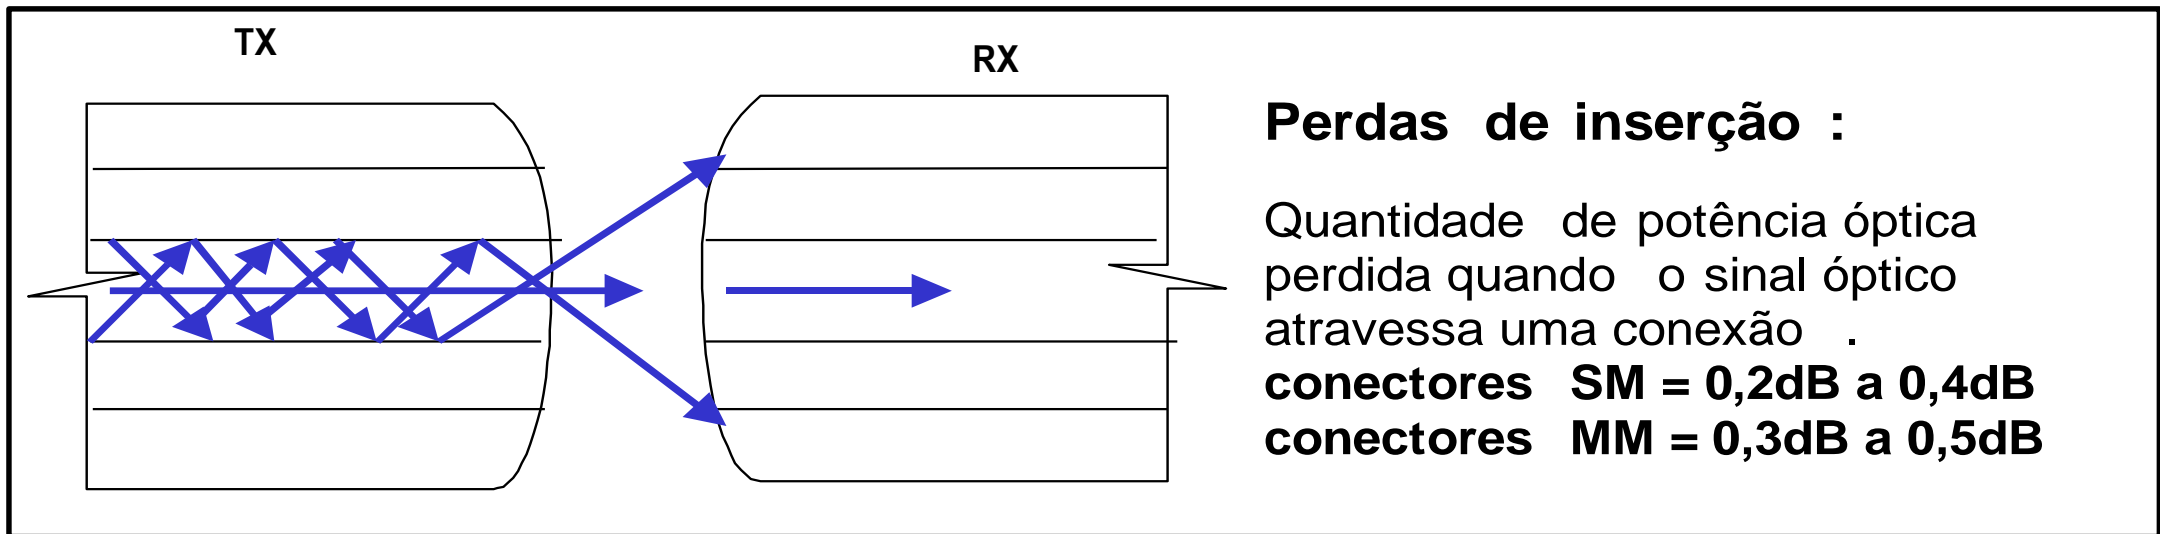 TX
RX
Perdas de inserção :
Quantidade de potência óptica
perdida quando o sinal óptico
atravessa uma conexão .
conectores SM = 0,2dB a 0,4dB
conectores MM = 0,3dB a 0,5dB